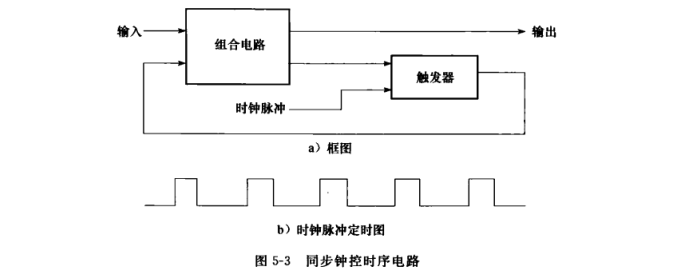 输入
组合电路
输出
触发器
时钟脉冲
a）框图
b）时钟脉冲定时图
图 5-3 同步钟控时序电路